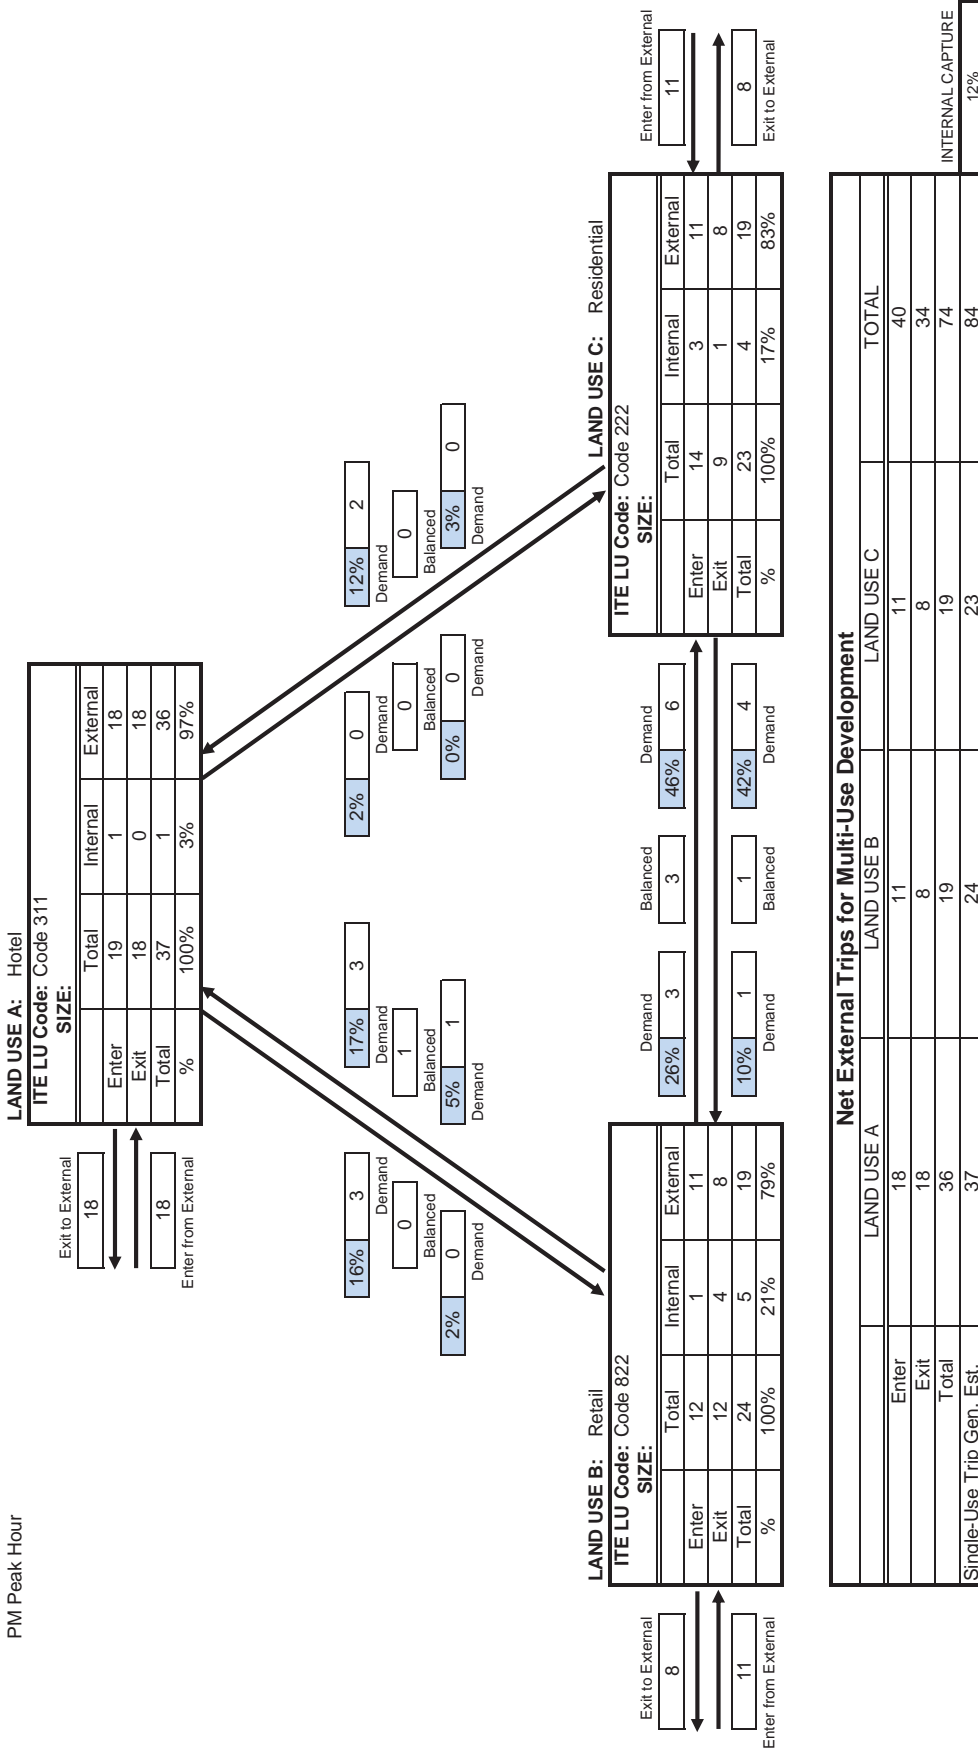 PM Peak Hour
LAND USE A: Hotel
ITE LU Code: Code 311
SIZE:
Total Internal External
Enter 19 1 18
Exit 18 0 18
Total 37 1 36
% 100% 3% 97%
Exit to External
18
18
Enter from External
16% 3
Demand
0
Balanced
2% 0
Demand
17% 3
Demand
1
Balanced
5% 1
Demand
2% 0
Demand
0
Balanced
0% 0
Demand
12% 2
Demand
0
Balanced
3% 0
Demand
LAND USE B: Retail
ITE LU Code: Code 822
SIZE:
Total Internal External
Enter 12 1 11
Exit 12 4 8
Total 24 5 19
% 100% 21% 79%
Exit to External
8
11
Enter from External
Demand Balanced Demand
26% 3 3 46% 6
10% 1 1 42% 4
Demand Balanced Demand
LAND USE C: Residential
ITE LU Code: Code 222
SIZE:
Total Internal External
Enter 14 3 11
Exit 9 1 8
Total 23 4 19
% 100% 17% 83%
Enter from External
11
8
Exit to External
Net External Trips for Multi-Use Development
LAND USE A LAND USE B LAND USE C TOTAL
Enter 18 11 11 40
Exit 18 8 8 34
Total 36 19 19 74 INTERNAL CAPTURE
Single-Use Trip Gen. Est. 37 24 23 84 12%